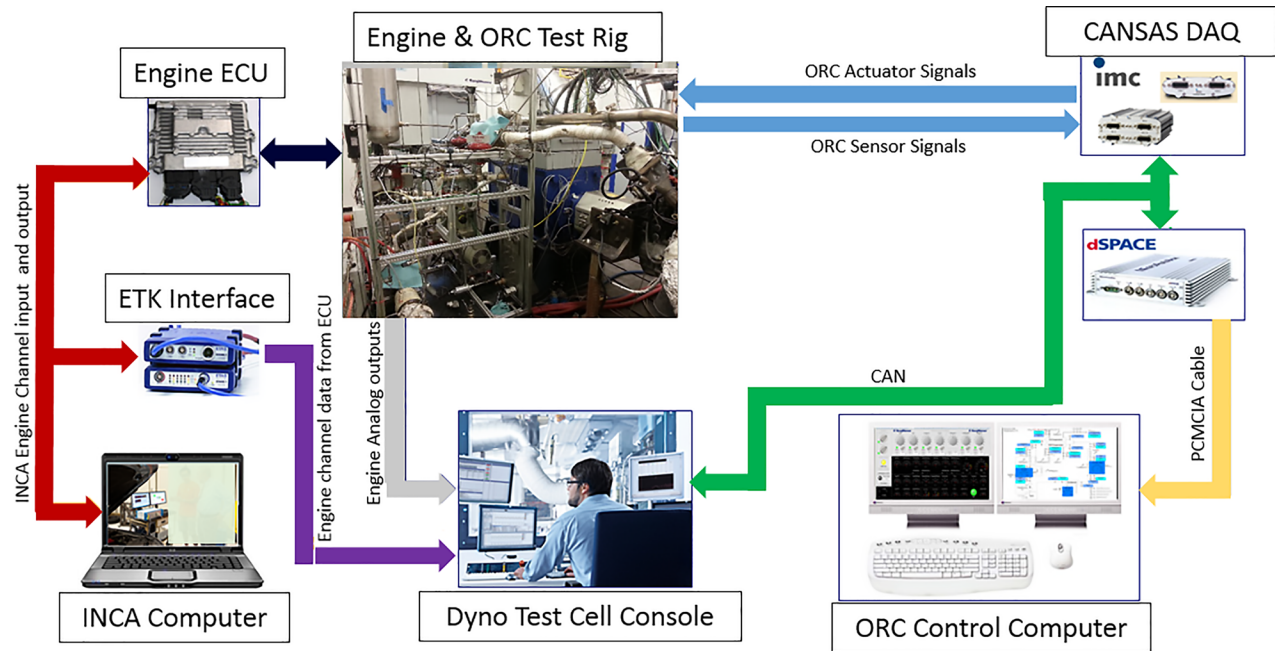 Engine & ORC Test Rig
CANSAS DAQ
Engine ECU
imc
ORC Actuator Signals
ORC Sensor Signals
dSPACE
ETK Interface
INCA Engine Channel input and output
Engine channel data from ECU
Engine Analog outputs
CAN
PCMCIA Cable
INCA Computer
Dyno Test Cell Console
ORC Control Computer